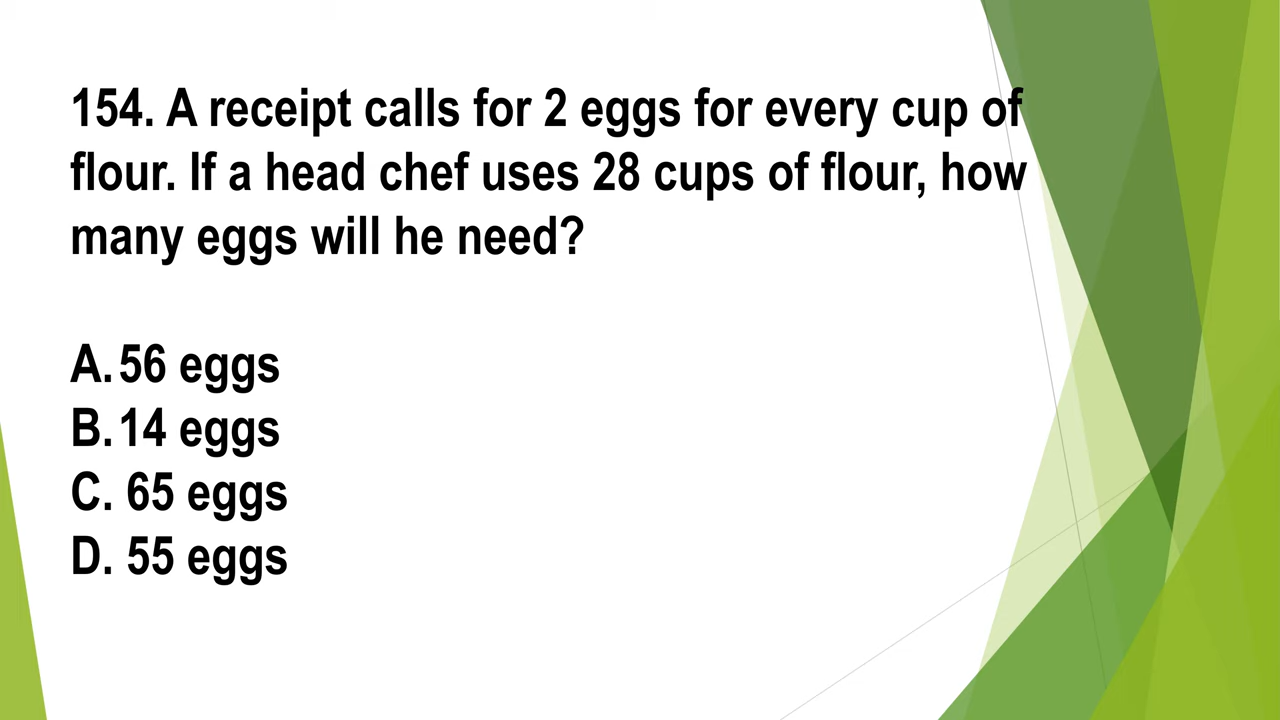 154. A receipt calls for 2 eggs for every cup of
flour. If a head chef uses 28 cups of flour, how
many eggs will he need?
A. 56 eggs
B. 14 eggs
C. 65 eggs
D. 55 eggs